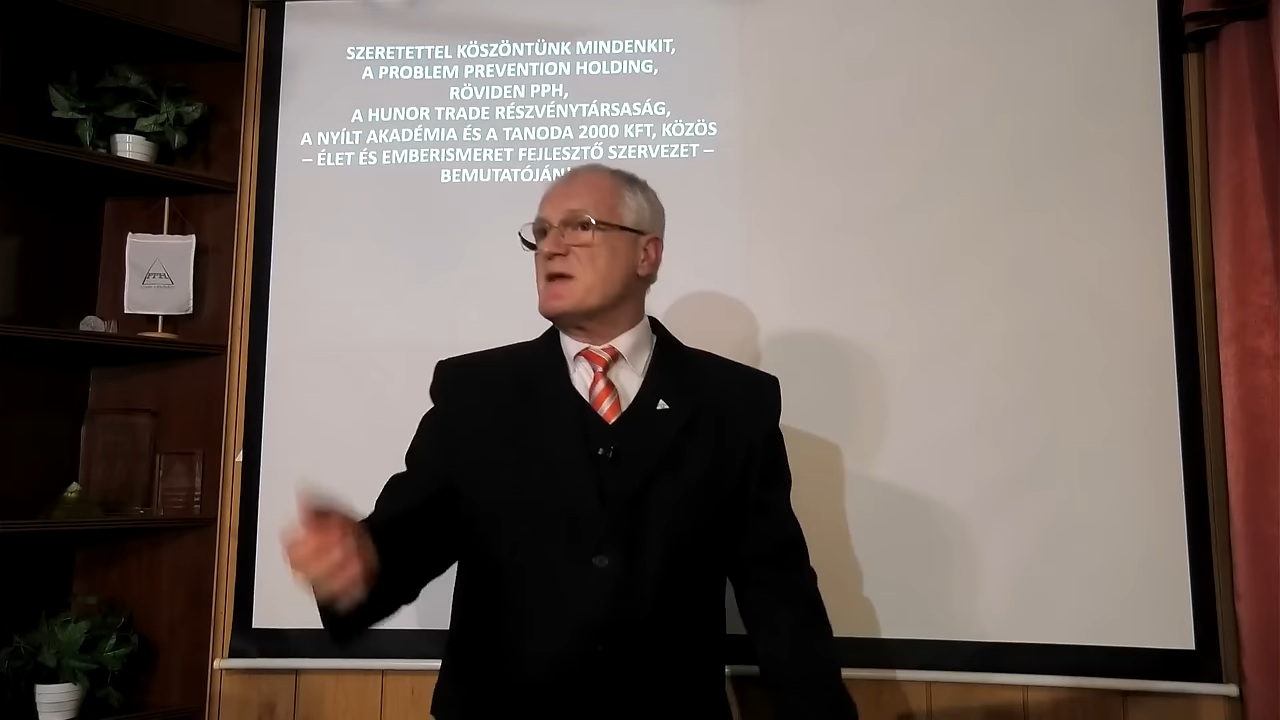 SZERETETTEL KÖSZÖNTÜNK MINDENKIT,
A PROBLEM PREVENTION HOLDING,
RÖVIDEN PPH,
A HUNOR TRADE RÉSZVÉNYTÁRSASÁG,
A NYÍLT AKADÉMIA ÉS A TANODA 2000 KFT, KÖZÖS
– ÉLET ÉS EMBERISMERET FEJLESZTŐ SZERVEZET –
PPH